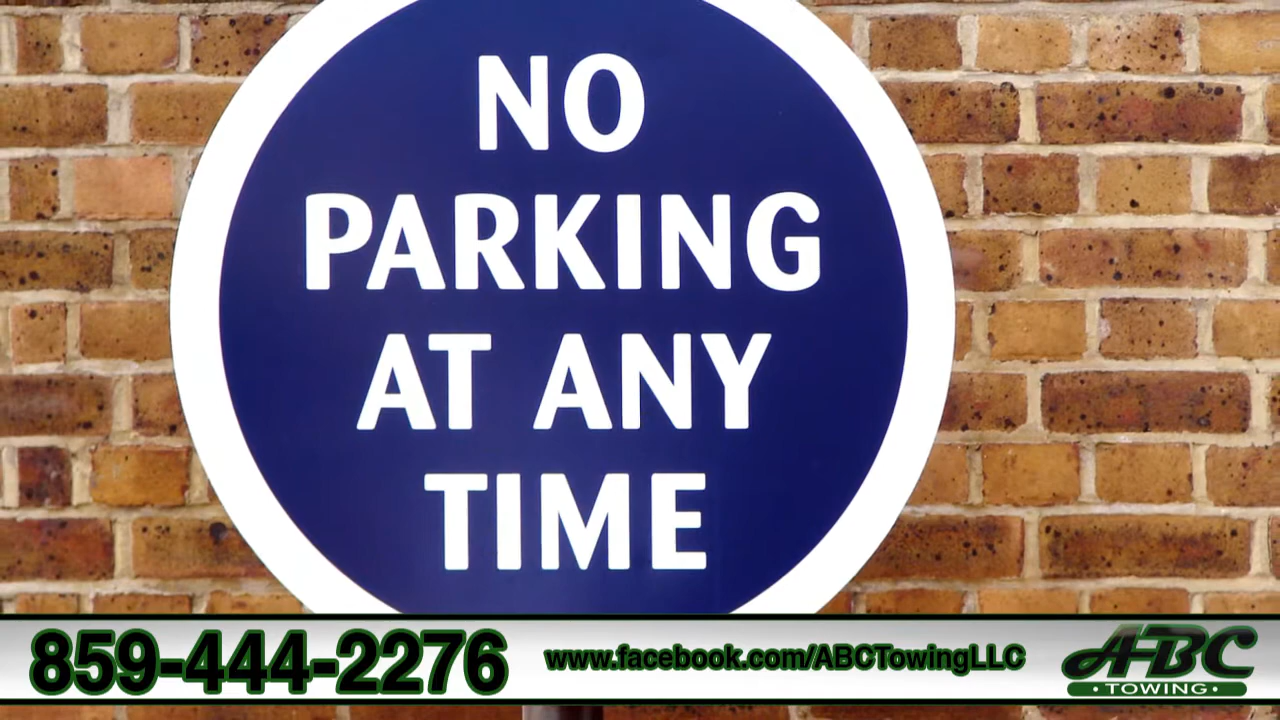 NO
PARKING
AT ANY
TIME
859-444-2276
www.facebook.com/ABCTowingLLC
ABC
• TOWING •